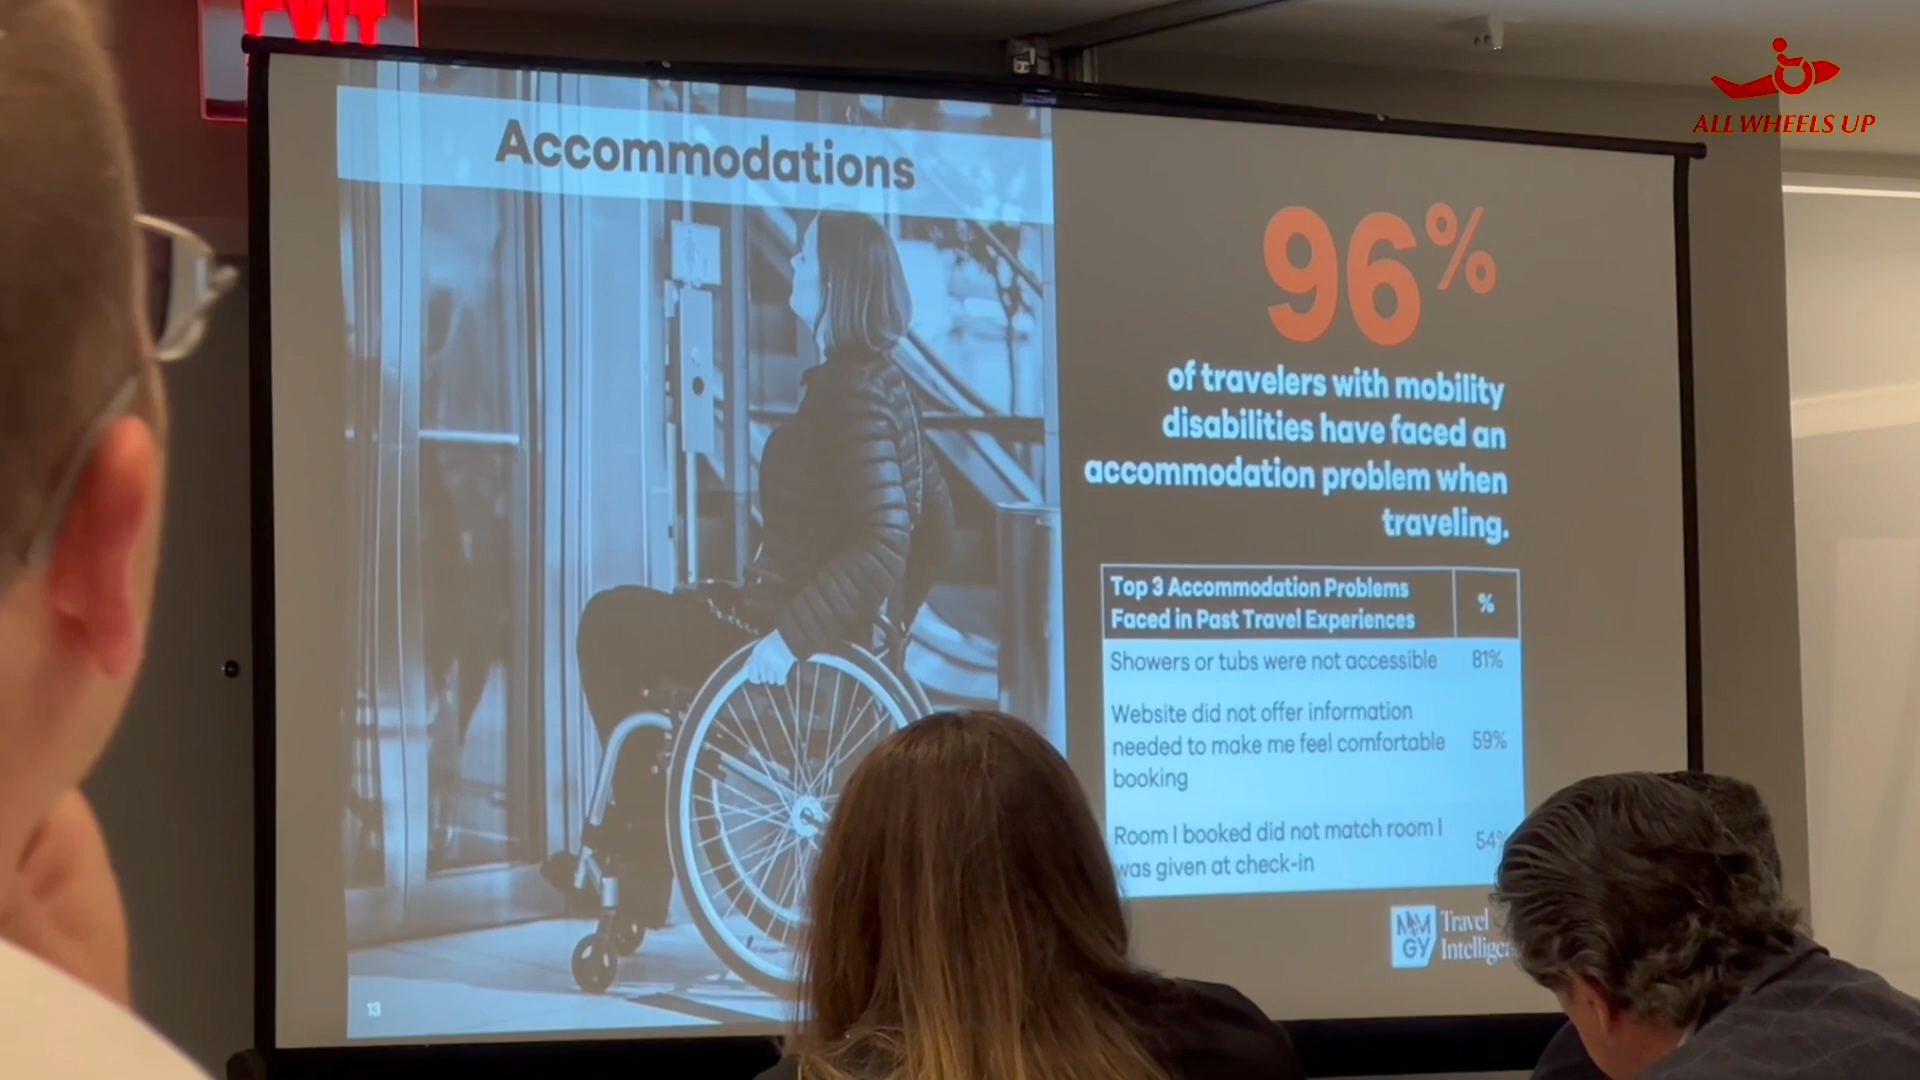 EXIT
ALL WHEELS UP
Accommodations
96%
of travelers with mobility
disabilities have faced an
accommodation problem when
traveling.
Top 3 Accommodation Problems
Faced in Past Travel Experiences
%
Showers or tubs were not accessible 81%
Website did not offer information
needed to make me feel comfortable 59%
booking
Room I booked did not match room I
was given at check-in
54%
MMGY
Travel
13